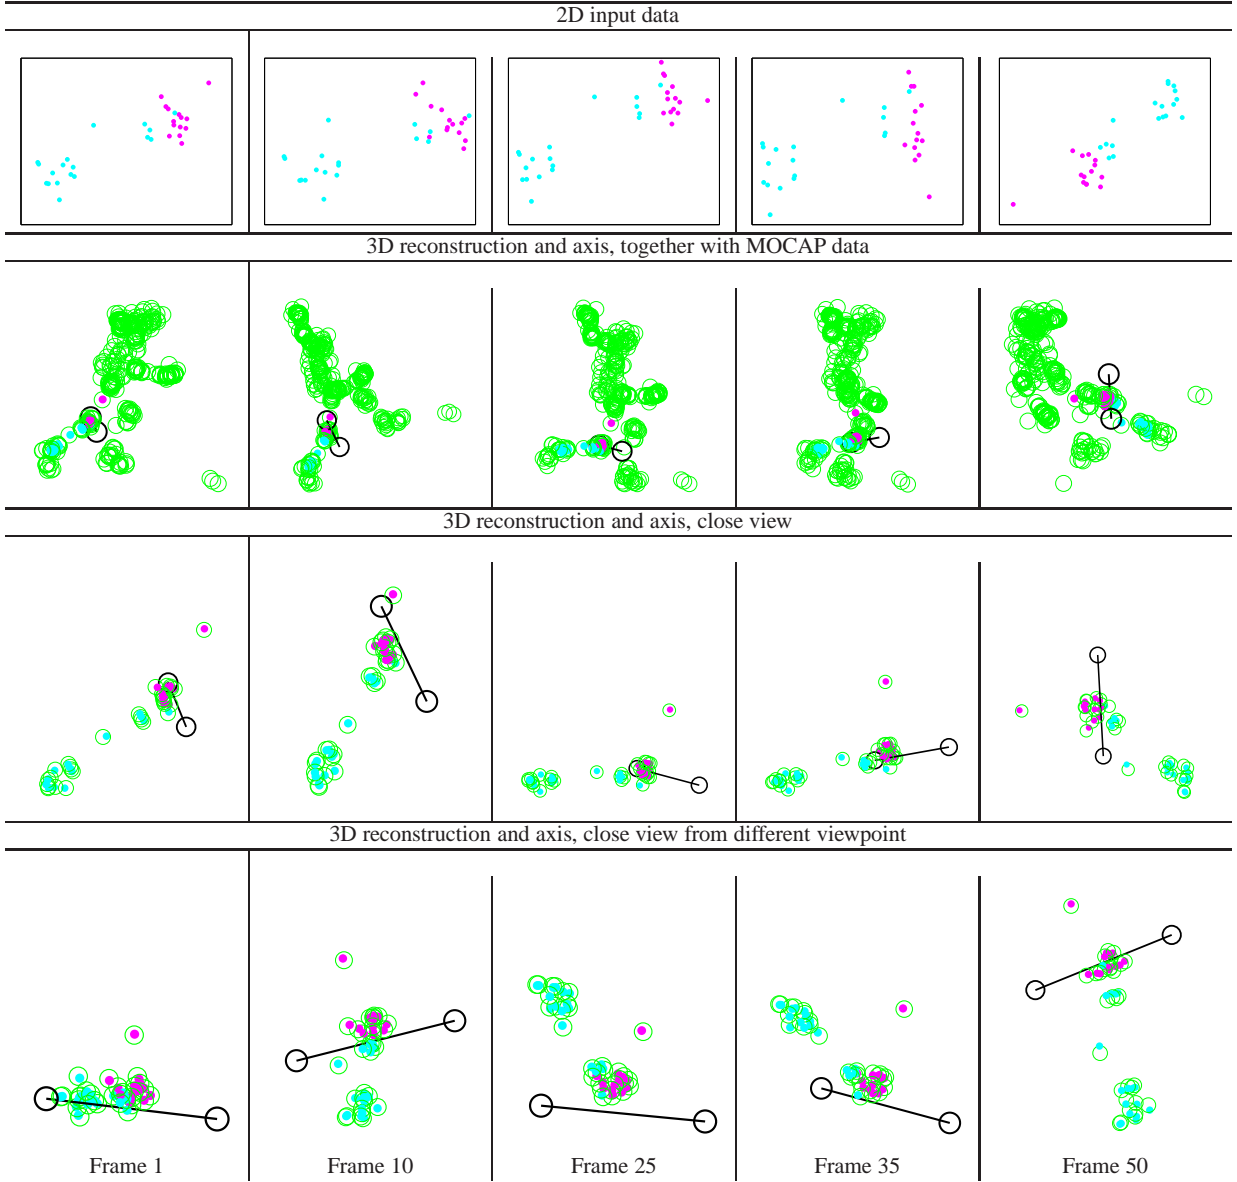 2D input data
3D reconstruction and axis, together with MOCAP data
3D reconstruction and axis, close view
3D reconstruction and axis, close view from different viewpoint
Frame 1
Frame 10
Frame 25
Frame 35
Frame 50